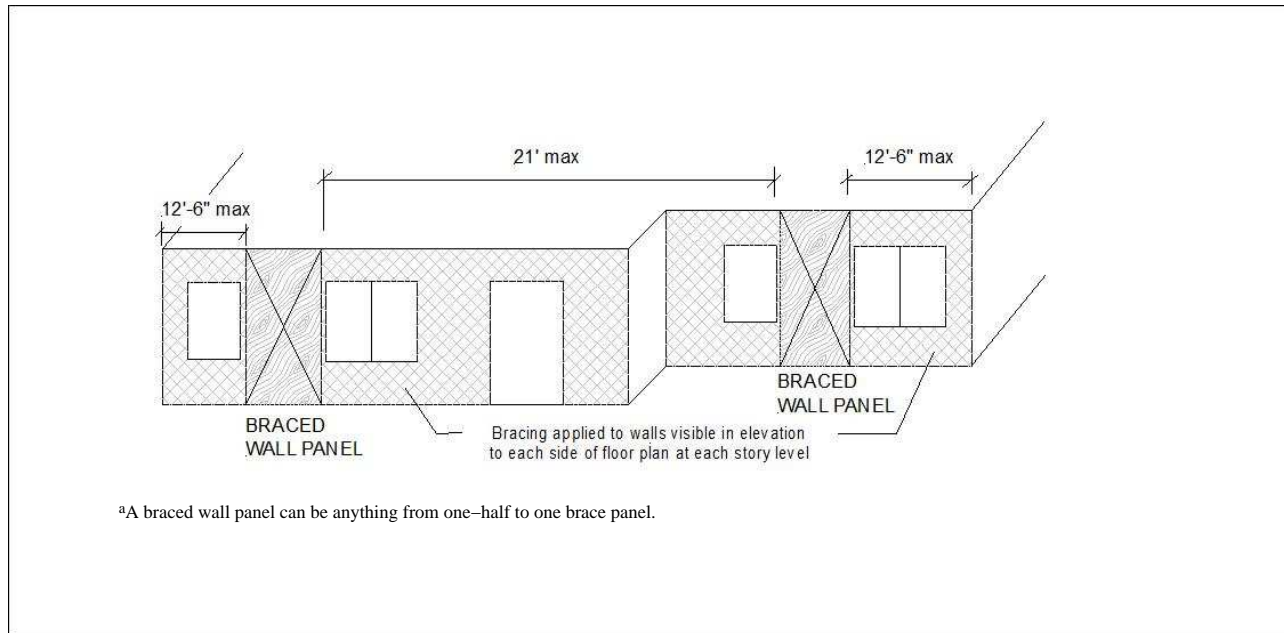 21' max
12'-6" max
12'-6" max
BRACED
WALL PANEL
BRACED
WALL PANEL
Bracing applied to walls visible in elevation
to each side of floor plan at each story level
ᵃA braced wall panel can be anything from one−half to one brace panel.